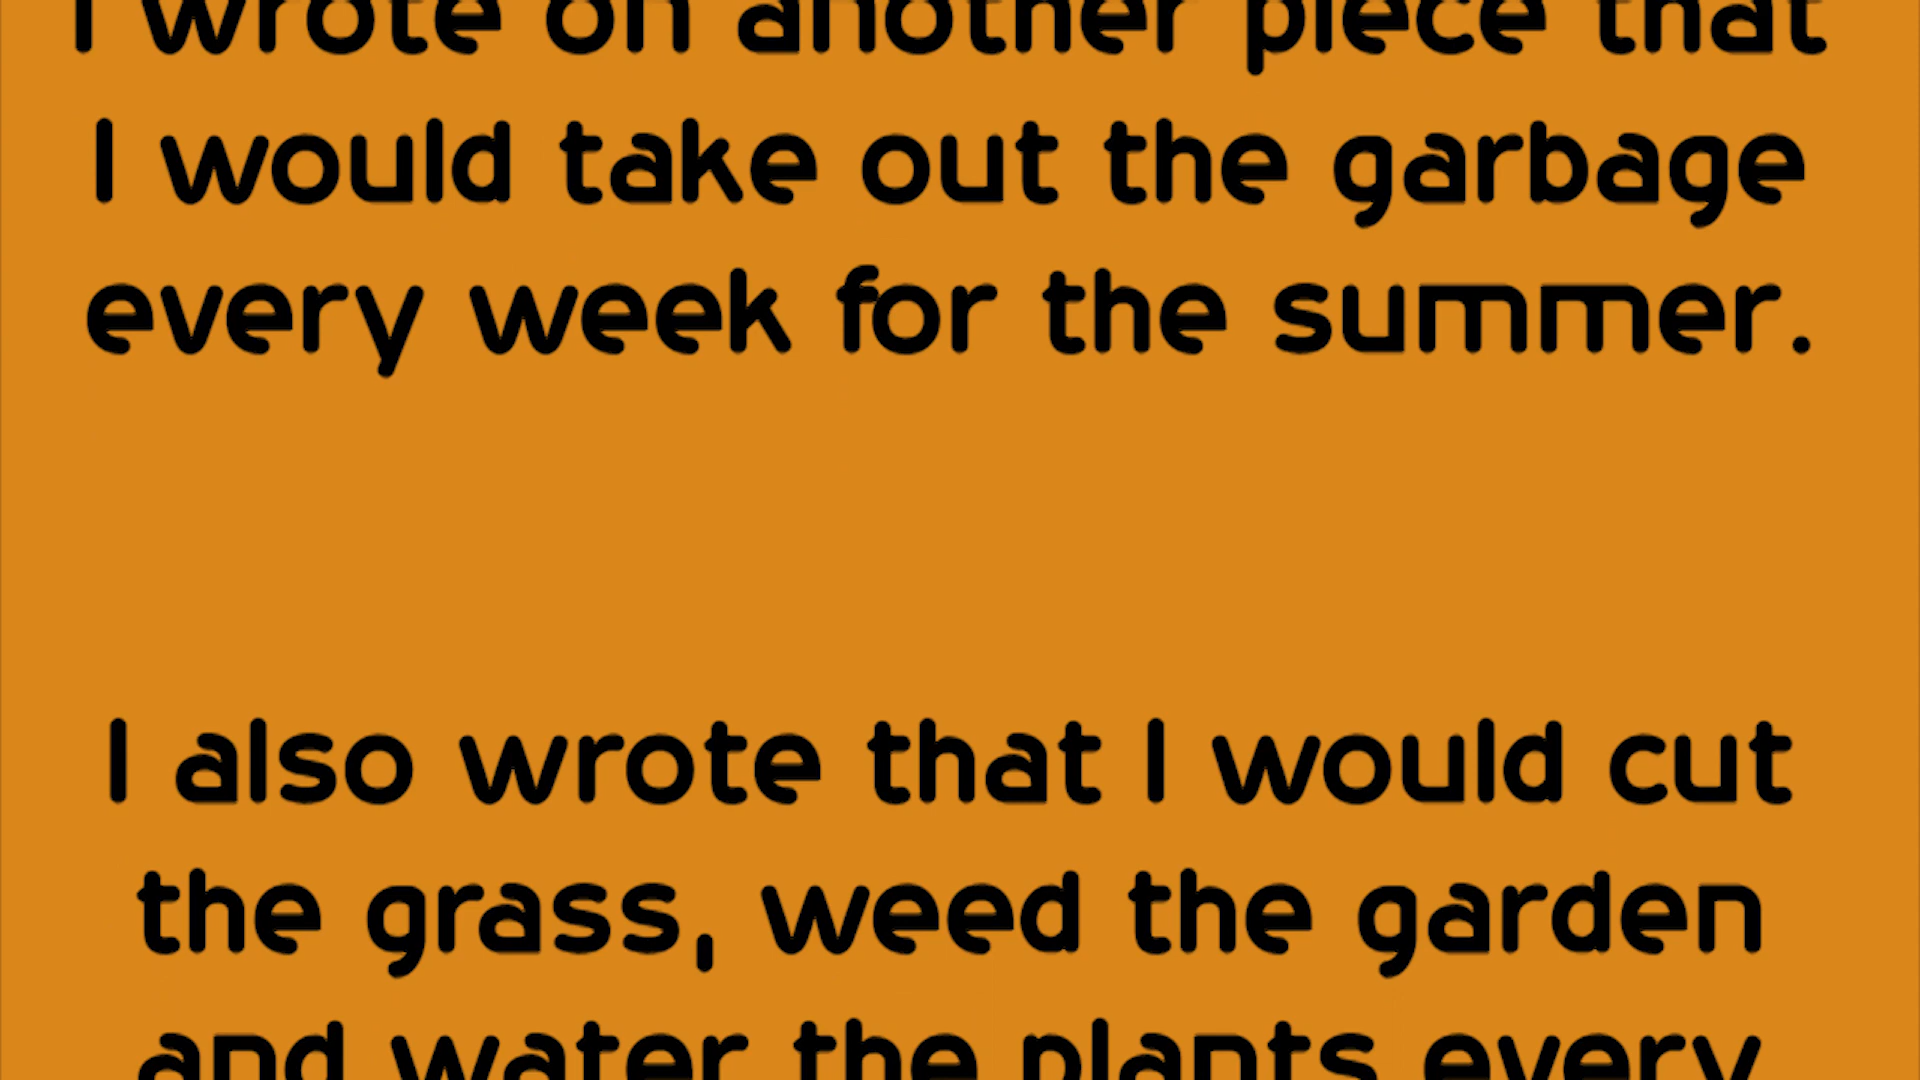 I wrote on another piece that
I would take out the garbage
every week for the summer.
I also wrote that I would cut
the grass, weed the garden
and water the plants every